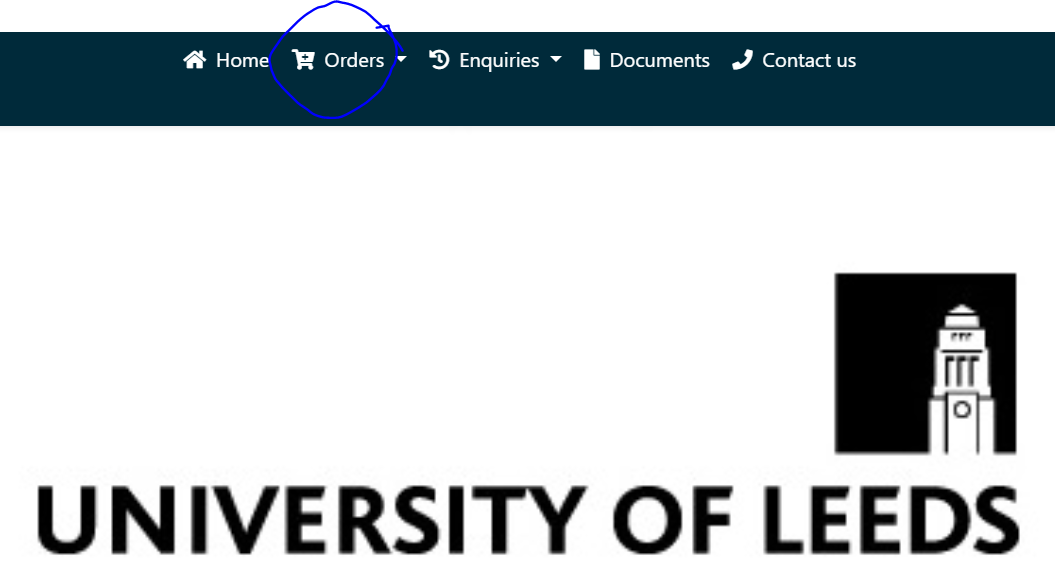 Home Orders Enquiries Documents Contact us
UNIVERSITY OF LEEDS